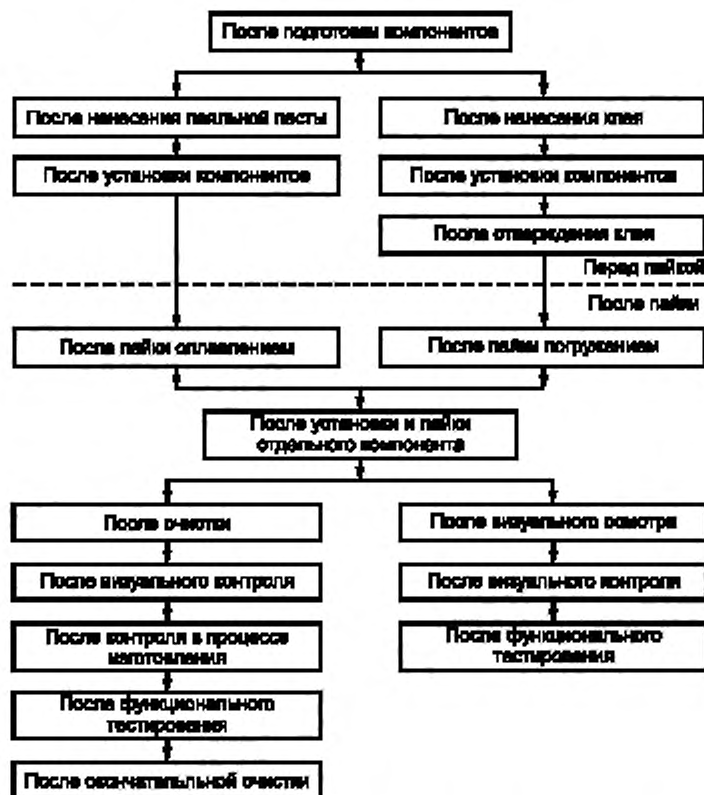 После подготовки компонентов
После нанесения паяльной пасты
После нанесения клея
После установки компонентов
После установки компонентов
После отверждения клея
Перед пайкой
После пайки
После пайки оплавлением
После пайки погружением
После установки и пайки
отдельного компонента
После очистки
После визуального осмотра
После визуального контроля
После визуального контроля
После контроля в процессе
изготовления
После функционального
тестирования
После функционального
тестирования
После окончательной очистки